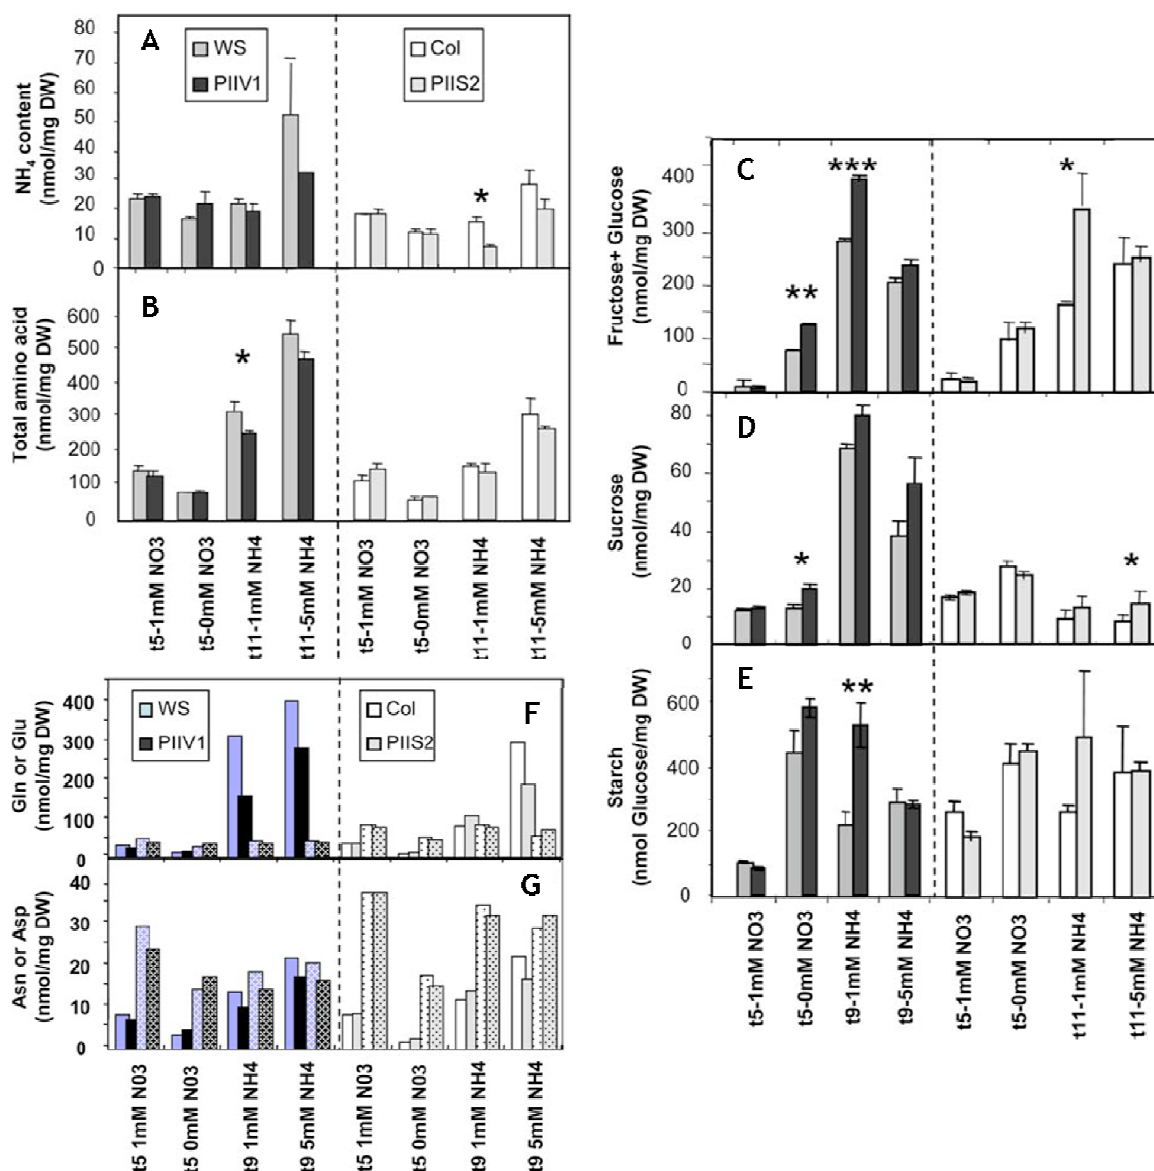 A
WS
PIIV1
Col
PIIS2
NH4 content
(nmol/mg DW)
80
70
60
50
40
30
20
10
0
*
B
Total amino acid
(nmol/mg DW)
600
500
400
300
200
100
0
*
t5-1mM NO3
t5-0mM NO3
t11-1mM NH4
t11-5mM NH4
t5-1mM NO3
t5-0mM NO3
t11-1mM NH4
t11-5mM NH4
C
Fructose+ Glucose
(nmol/mg DW)
400
300
200
100
0
**
***
*
D
Sucrose
(nmol/mg DW)
80
60
40
20
0
*
*
E
Starch
(nmol Glucose/mg DW)
600
400
200
0
**
t5-1mM NO3
t5-0mM NO3
t9-1mM NH4
t9-5mM NH4
t5-1mM NO3
t5-0mM NO3
t11-1mM NH4
t11-5mM NH4
F
WS
PIIV1
Col
PIIS2
Gln or Glu
(nmol/mg DW)
400
300
200
100
0
G
Asn or Asp
(nmol/mg DW)
40
30
20
10
0
t5 1mM N03
t5 0mM N03
t9 1mM NH4
t9 5mM NH4
t5 1mM N03
t5 0mM N03
t9 1mM NH4
t9 5mM NH4